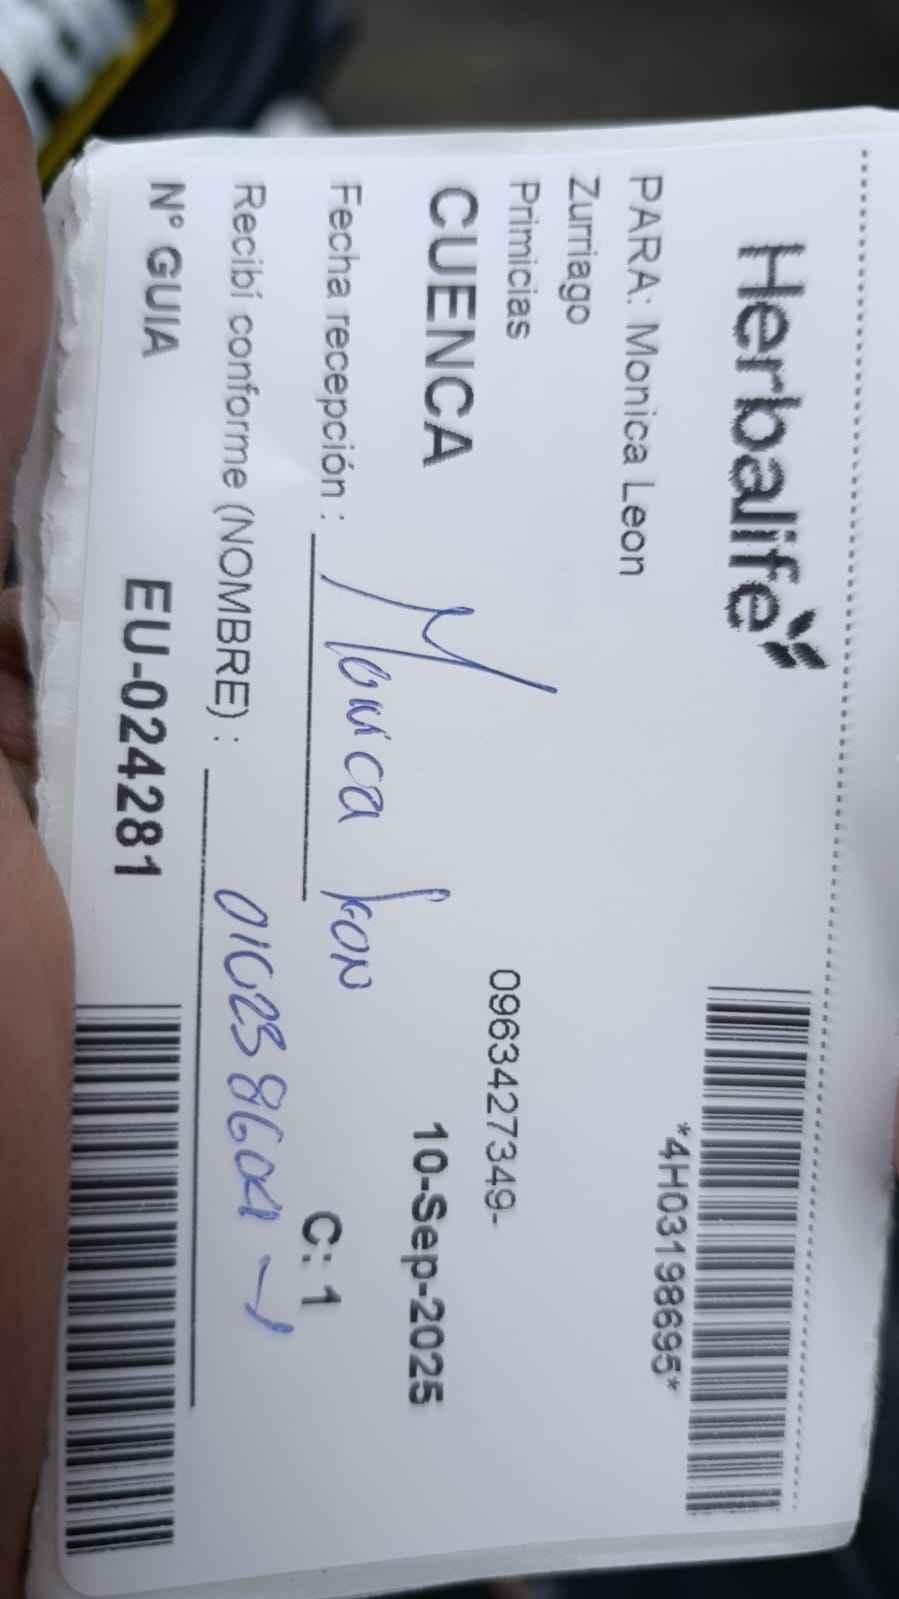 Herbalife
*4H03198695*
PARA: Monica Leon
Zurriago
Primicias
0963427349-
CUENCA
10-Sep-2025
Fecha recepción :
Monica Leon
C: 1
Recibí conforme (NOMBRE) :
N° GUIA
EU-024281